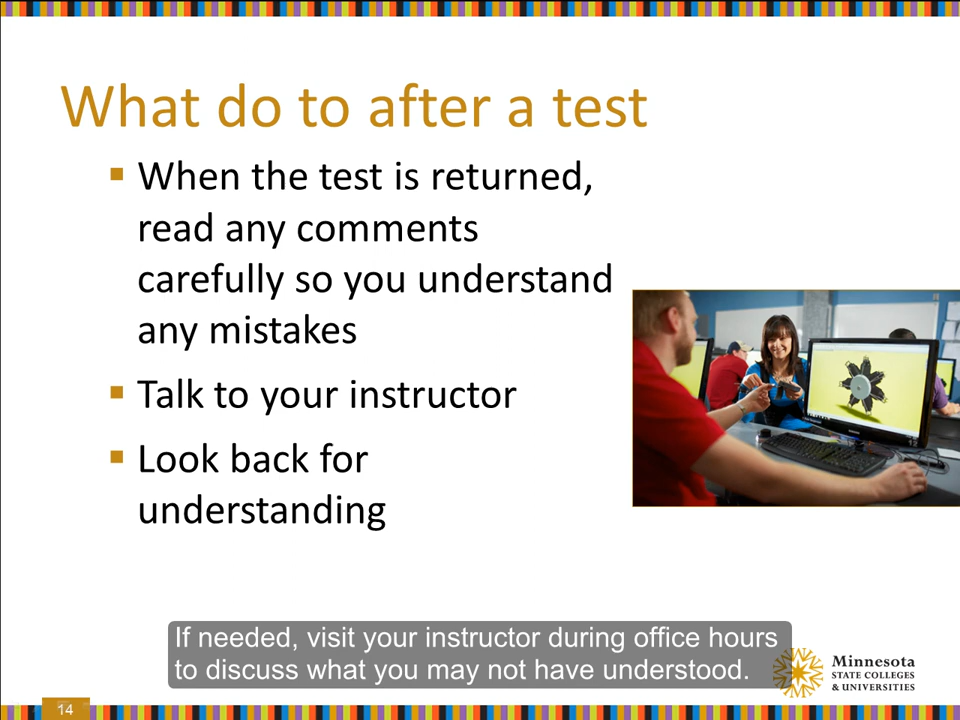 What do to after a test
When the test is returned,
read any comments
carefully so you understand
any mistakes
Talk to your instructor
Look back for
understanding
If needed, visit your instructor during office hours
to discuss what you may not have understood.
Minnesota
STATE COLLEGES
& UNIVERSITIES
14